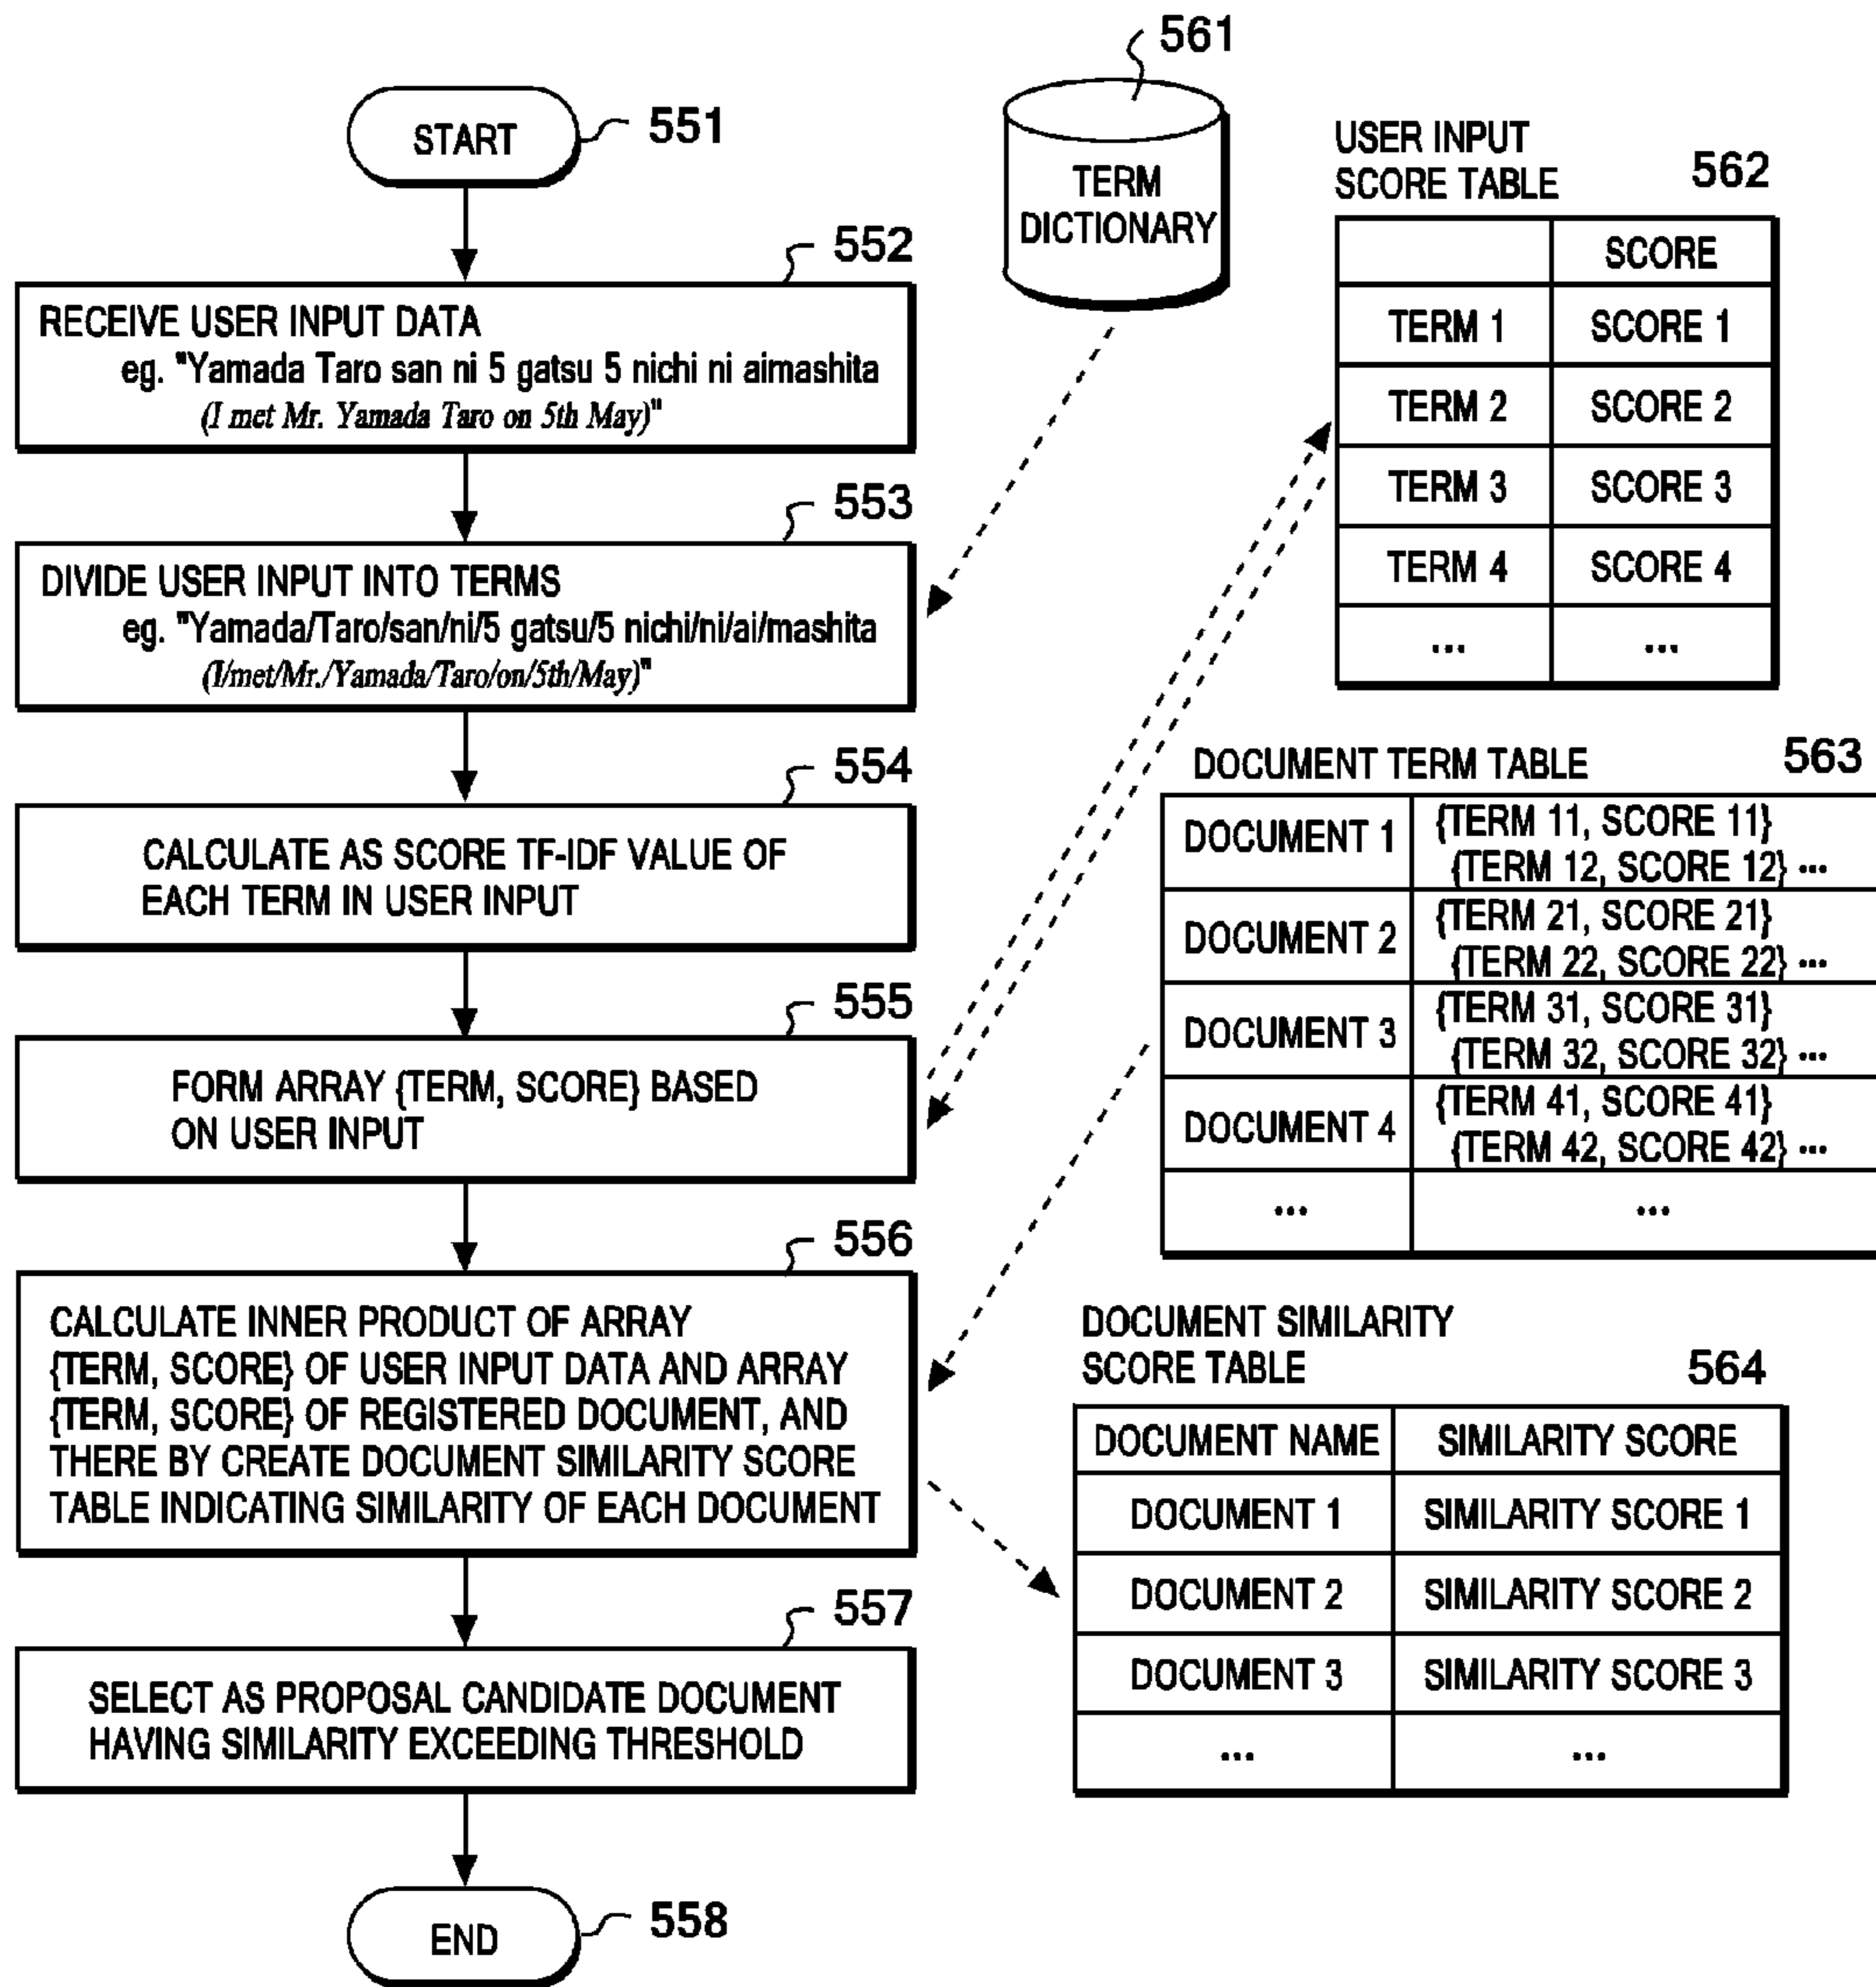 START
551
RECEIVE USER INPUT DATA
552
eg. "Yamada Taro san ni 5 gatsu 5 nichi ni aimashita
(I met Mr. Yamada Taro on 5th May)"
DIVIDE USER INPUT INTO TERMS
553
eg. "Yamada/Taro/san/ni/5 gatsu/5 nichi/ni/ai/mashita
(I/met/Mr./Yamada/Taro/on/5th/May)"
554
CALCULATE AS SCORE TF-IDF VALUE OF
EACH TERM IN USER INPUT
555
FORM ARRAY {TERM, SCORE} BASED
ON USER INPUT
556
CALCULATE INNER PRODUCT OF ARRAY
{TERM, SCORE} OF USER INPUT DATA AND ARRAY
{TERM, SCORE} OF REGISTERED DOCUMENT, AND
THERE BY CREATE DOCUMENT SIMILARITY SCORE
TABLE INDICATING SIMILARITY OF EACH DOCUMENT
557
SELECT AS PROPOSAL CANDIDATE DOCUMENT
HAVING SIMILARITY EXCEEDING THRESHOLD
END
558
561
TERM
DICTIONARY
USER INPUT
SCORE TABLE
562
SCORE
TERM 1 SCORE 1
TERM 2 SCORE 2
TERM 3 SCORE 3
TERM 4 SCORE 4
... ...
DOCUMENT TERM TABLE
563
DOCUMENT 1
{TERM 11, SCORE 11}
{TERM 12, SCORE 12} ...
DOCUMENT 2
{TERM 21, SCORE 21}
{TERM 22, SCORE 22} ...
DOCUMENT 3
{TERM 31, SCORE 31}
{TERM 32, SCORE 32} ...
DOCUMENT 4
{TERM 41, SCORE 41}
{TERM 42, SCORE 42} ...
... ...
DOCUMENT SIMILARITY
SCORE TABLE
564
DOCUMENT NAME SIMILARITY SCORE
DOCUMENT 1 SIMILARITY SCORE 1
DOCUMENT 2 SIMILARITY SCORE 2
DOCUMENT 3 SIMILARITY SCORE 3
... ...